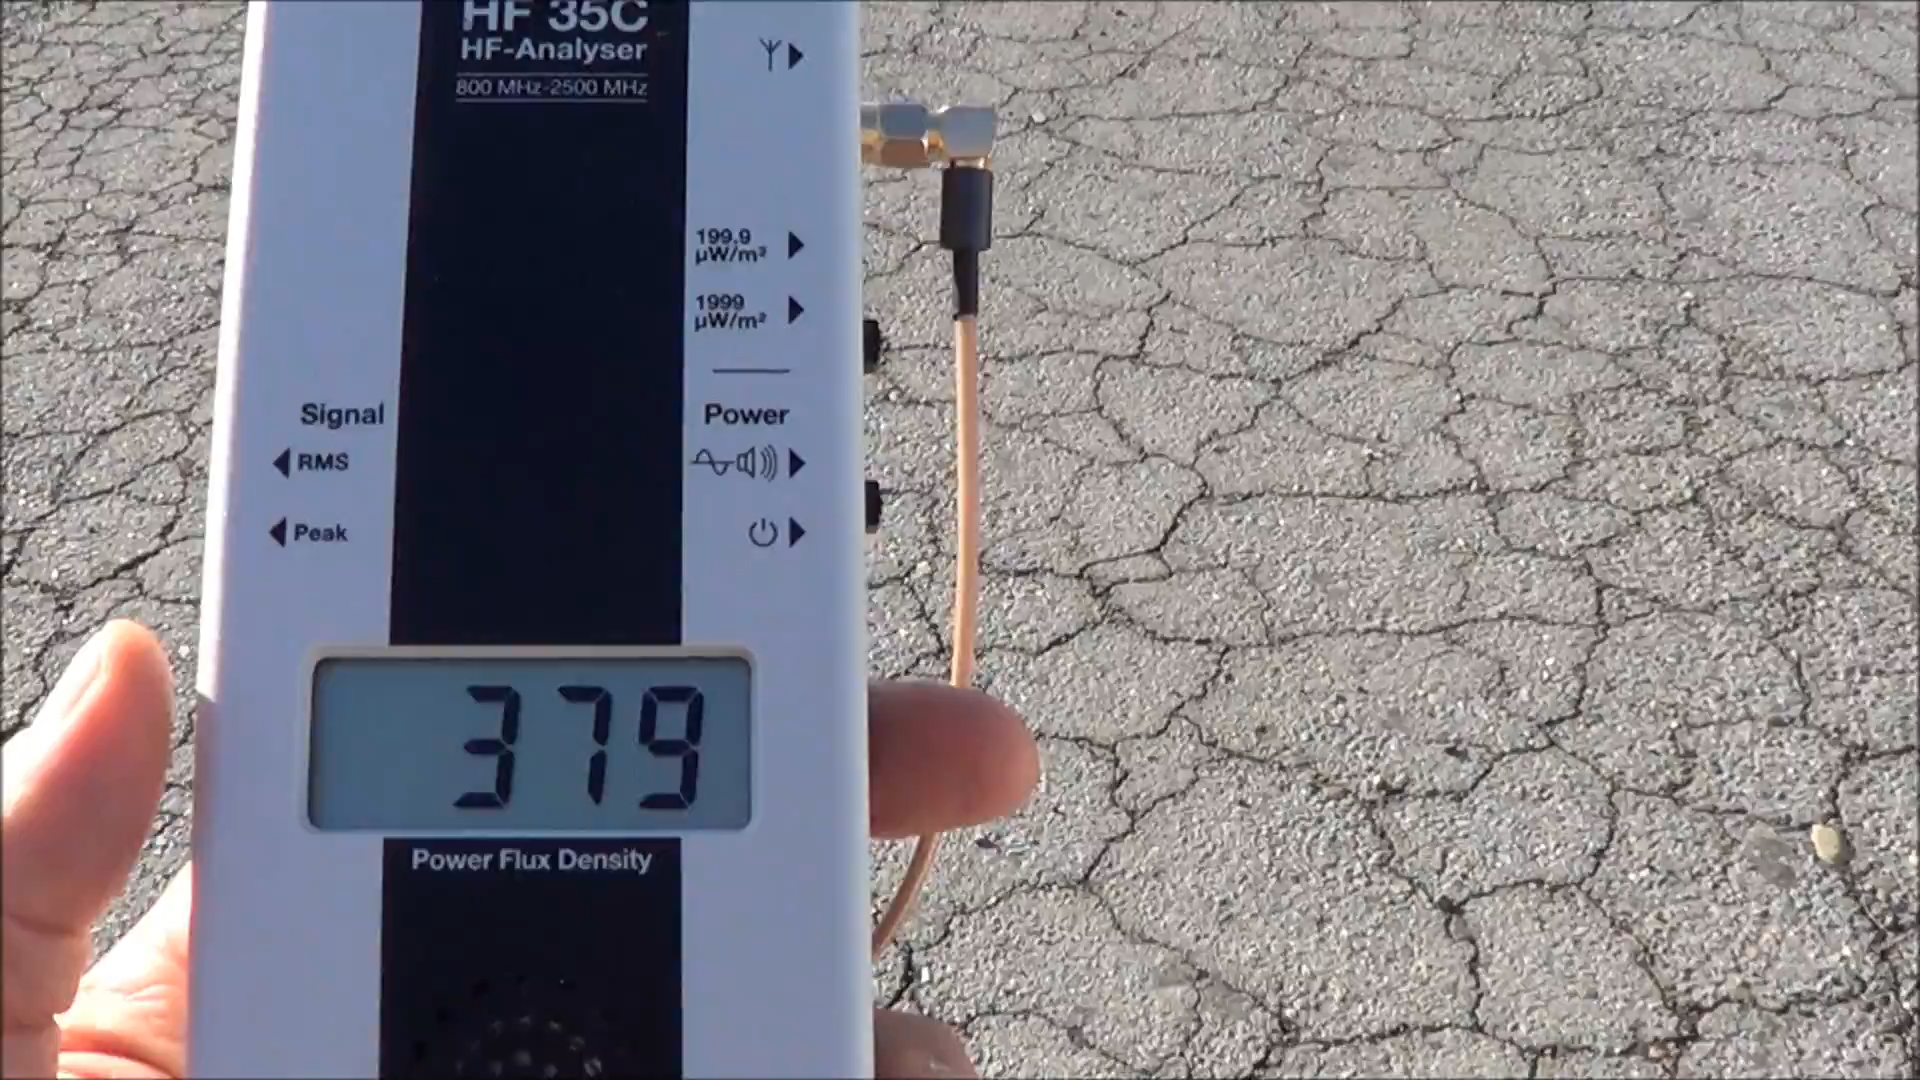 HF 35C
HF-Analyser
800 MHz-2500 MHz
199.9
µW/m²
1999
µW/m²
Signal
Power
RMS
Peak
379
Power Flux Density